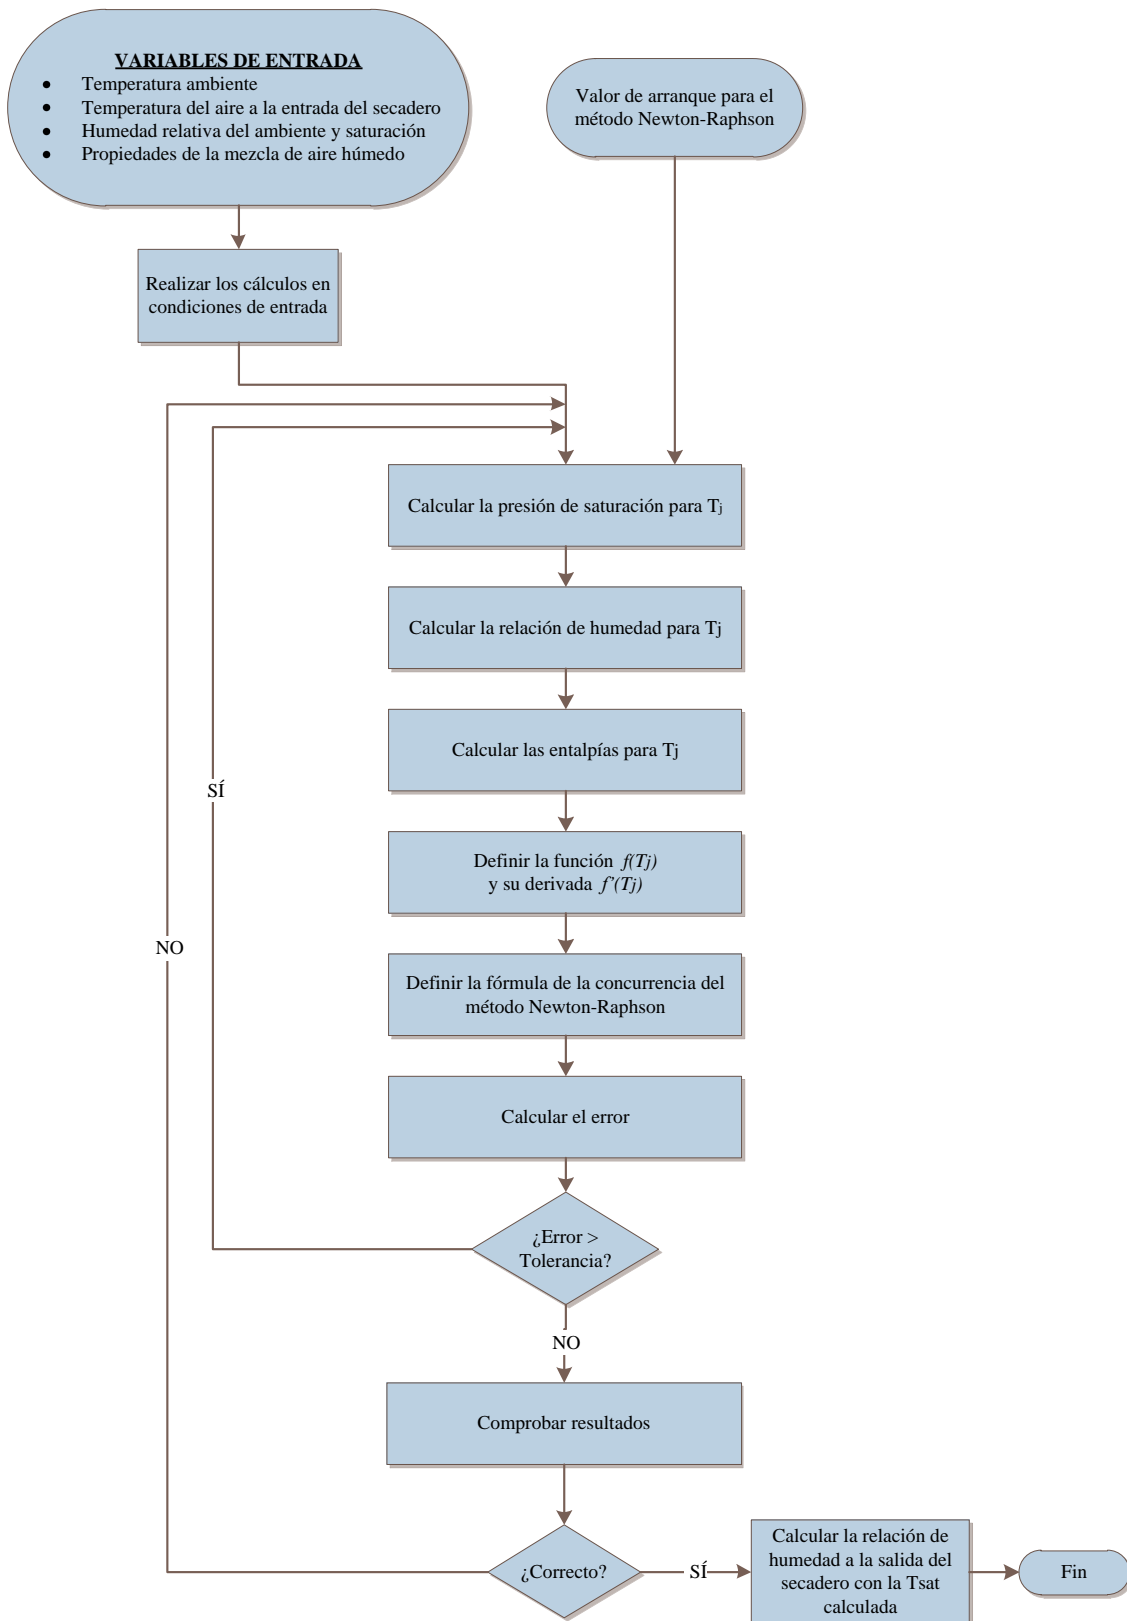 VARIABLES DE ENTRADA
• Temperatura ambiente
• Temperatura del aire a la entrada del secadero
• Humedad relativa del ambiente y saturación
• Propiedades de la mezcla de aire húmedo
Valor de arranque para el
método Newton-Raphson
Realizar los cálculos en
condiciones de entrada
Calcular la presión de saturación para Tj
Calcular la relación de humedad para Tj
Calcular las entalpías para Tj
SÍ
Definir la función f(Tj)
y su derivada f’(Tj)
NO
Definir la fórmula de la concurrencia del
método Newton-Raphson
Calcular el error
¿Error >
Tolerancia?
NO
Comprobar resultados
¿Correcto?
SÍ
Calcular la relación de
humedad a la salida del
secadero con la Tsat
calculada
Fin